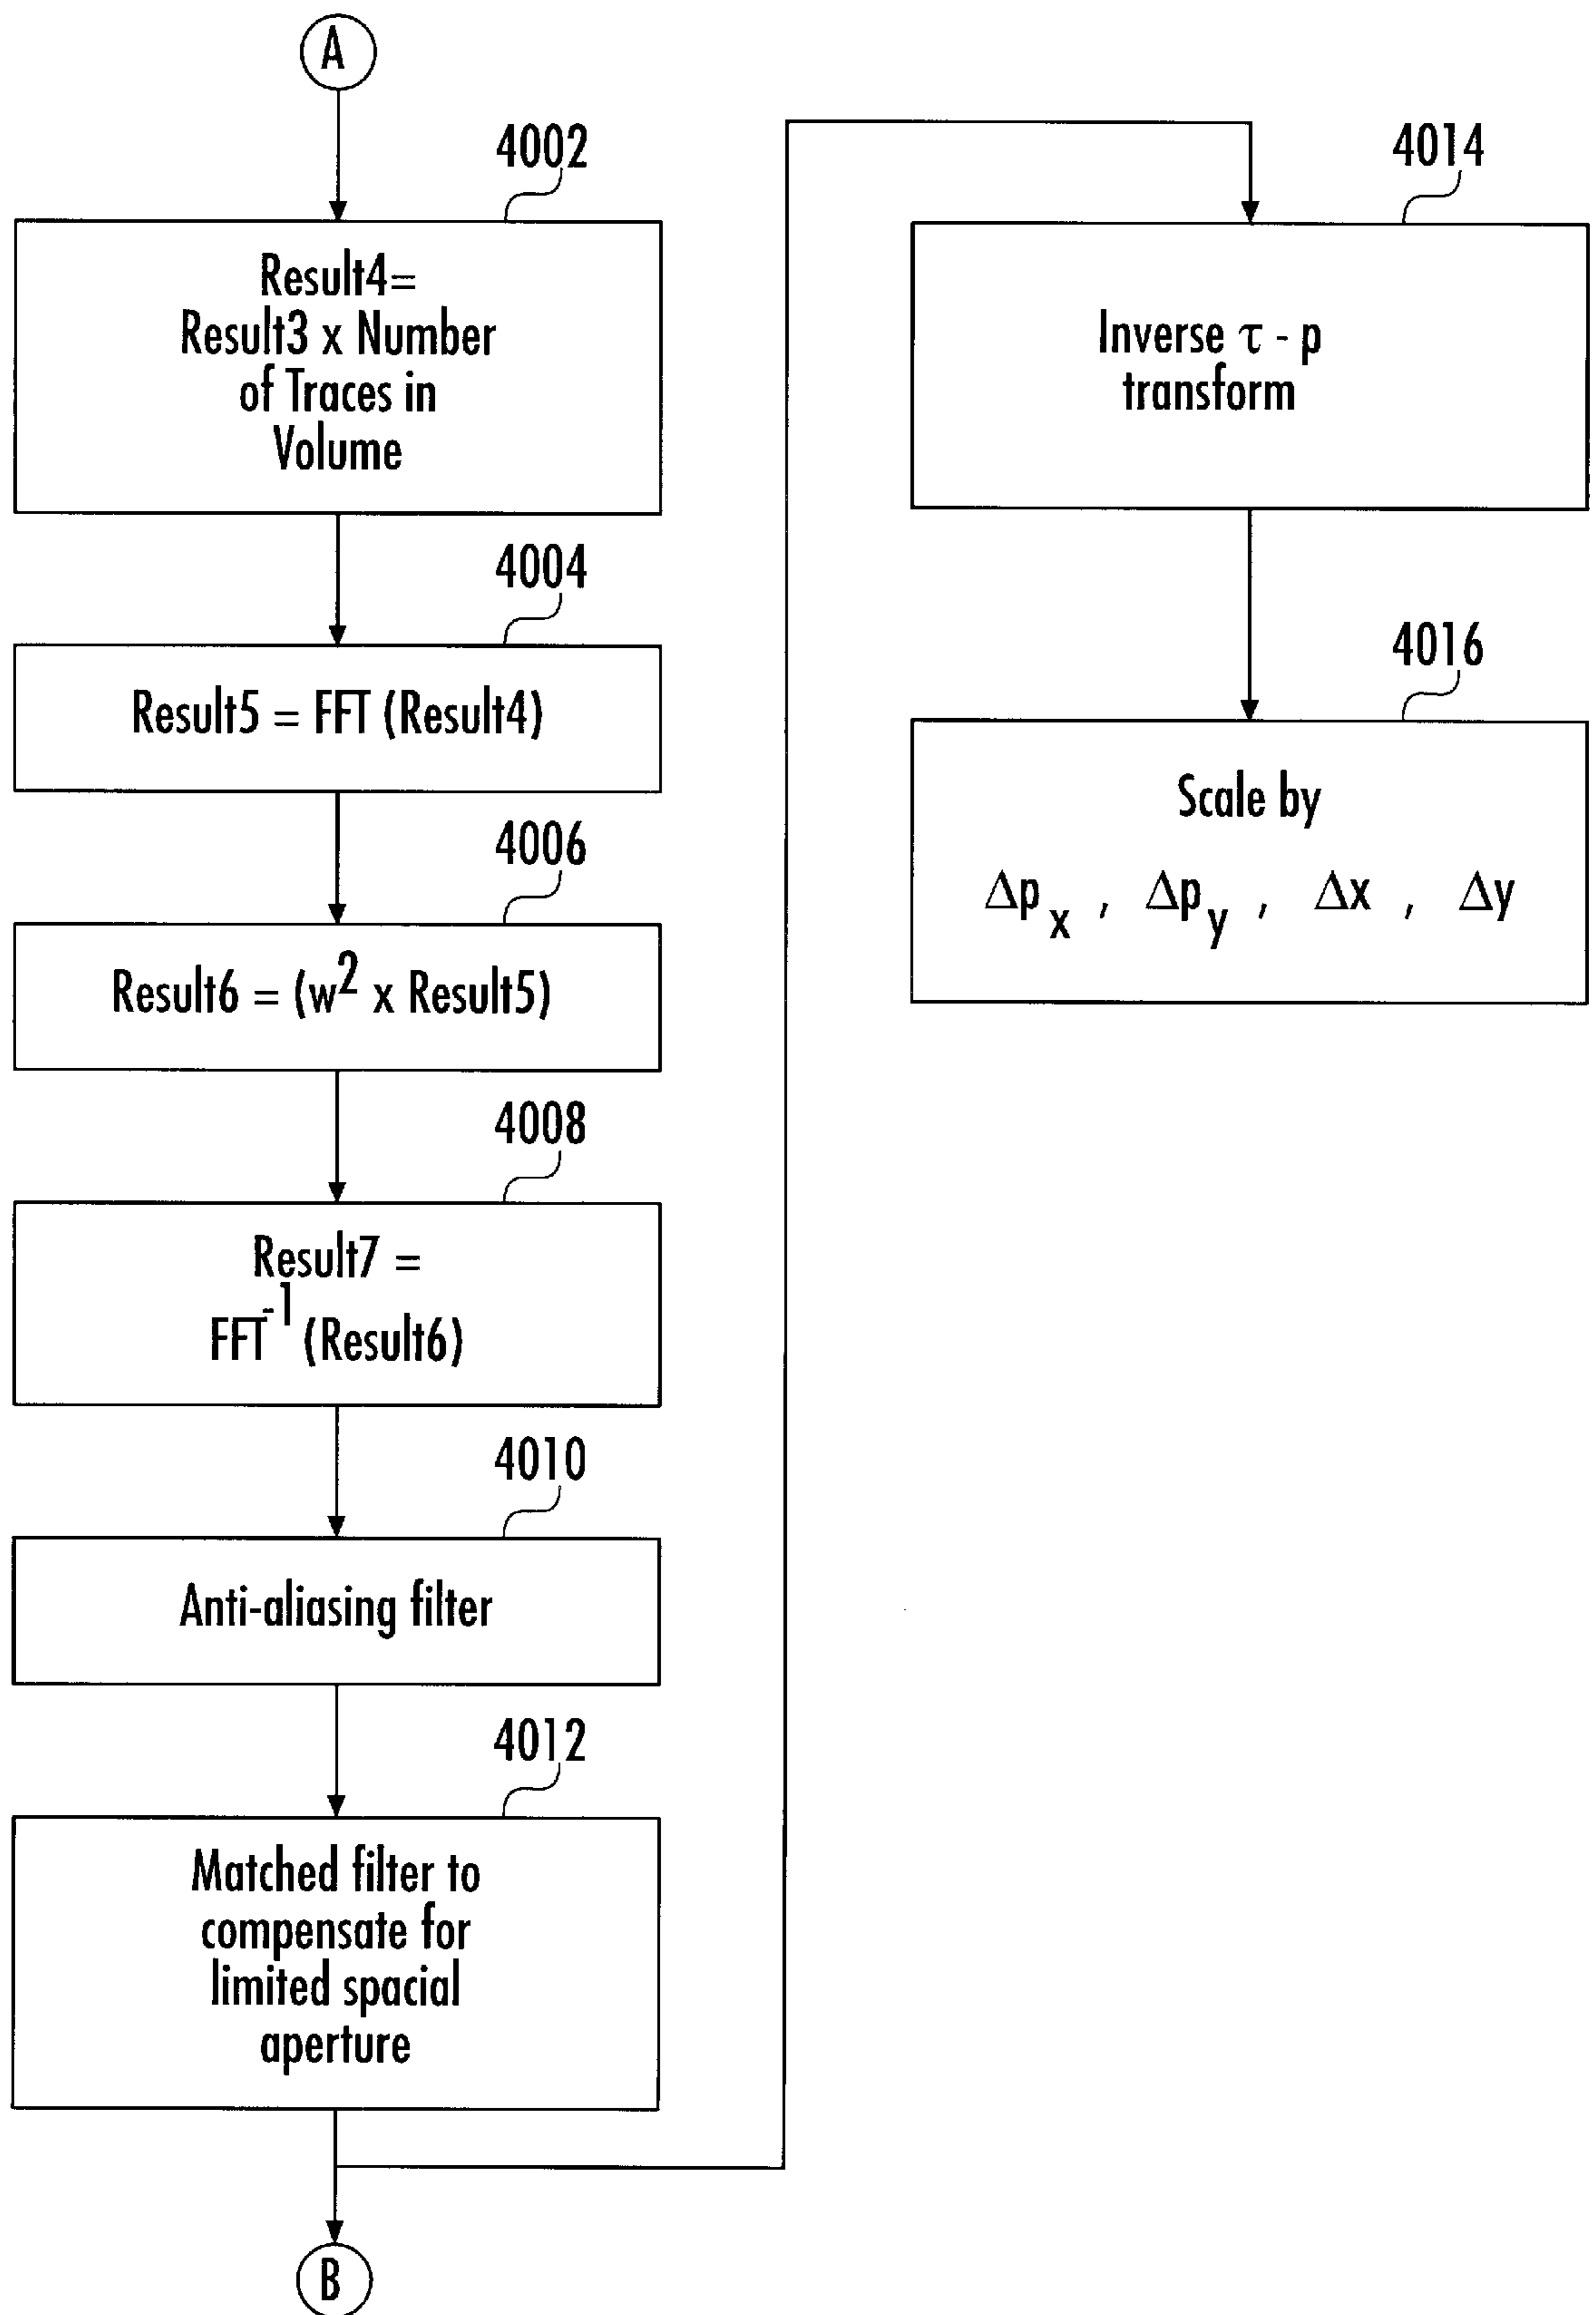 A
4002
Result4=
Result3 x Number
of Traces in
Volume
4004
Result5 = FFT (Result4)
4006
Result6 = (w² x Result5)
4008
Result7 =
FFT⁻¹ (Result6)
4010
Anti-aliasing filter
4012
Matched filter to
compensate for
limited spacial
aperture
B
4014
Inverse τ - p
transform
4016
Scale by
Δp_x , Δp_y , Δx , Δy